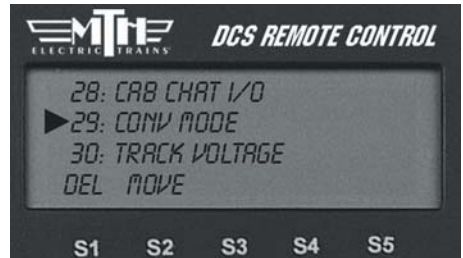 MTH
ELECTRIC TRAINS
DCS REMOTE CONTROL
28: CAB CHAT I/O
29: CONV MODE
30: TRACK VOLTAGE
DEL MOVE
S1 S2 S3 S4 S5